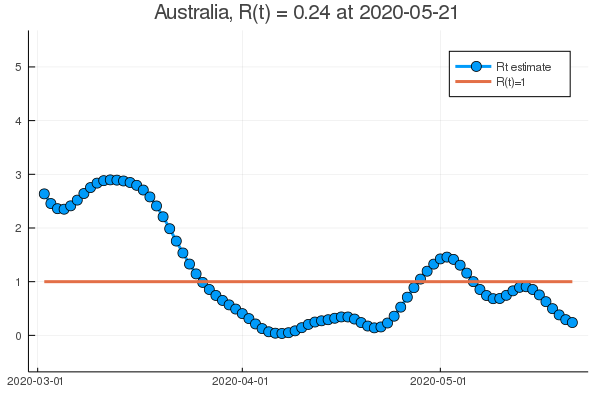 Australia, R(t) = 0.24 at 2020-05-21
5
4
3
2
1
0
Rt estimate
R(t)=1
2020-03-01 2020-04-01 2020-05-01